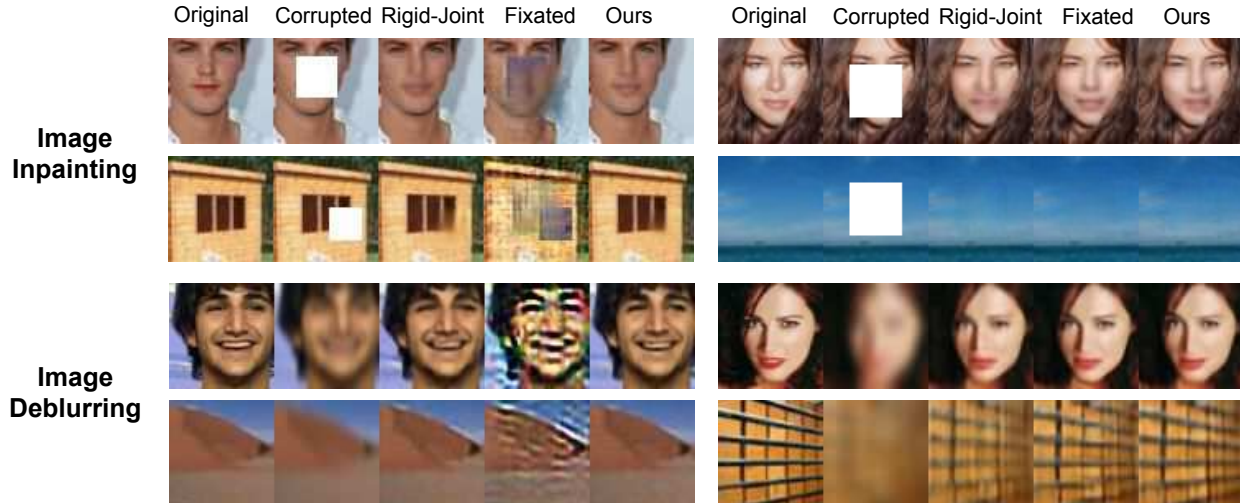 Original Corrupted Rigid-Joint Fixated Ours Original Corrupted Rigid-Joint Fixated Ours
Image
Inpainting
Image
Deblurring